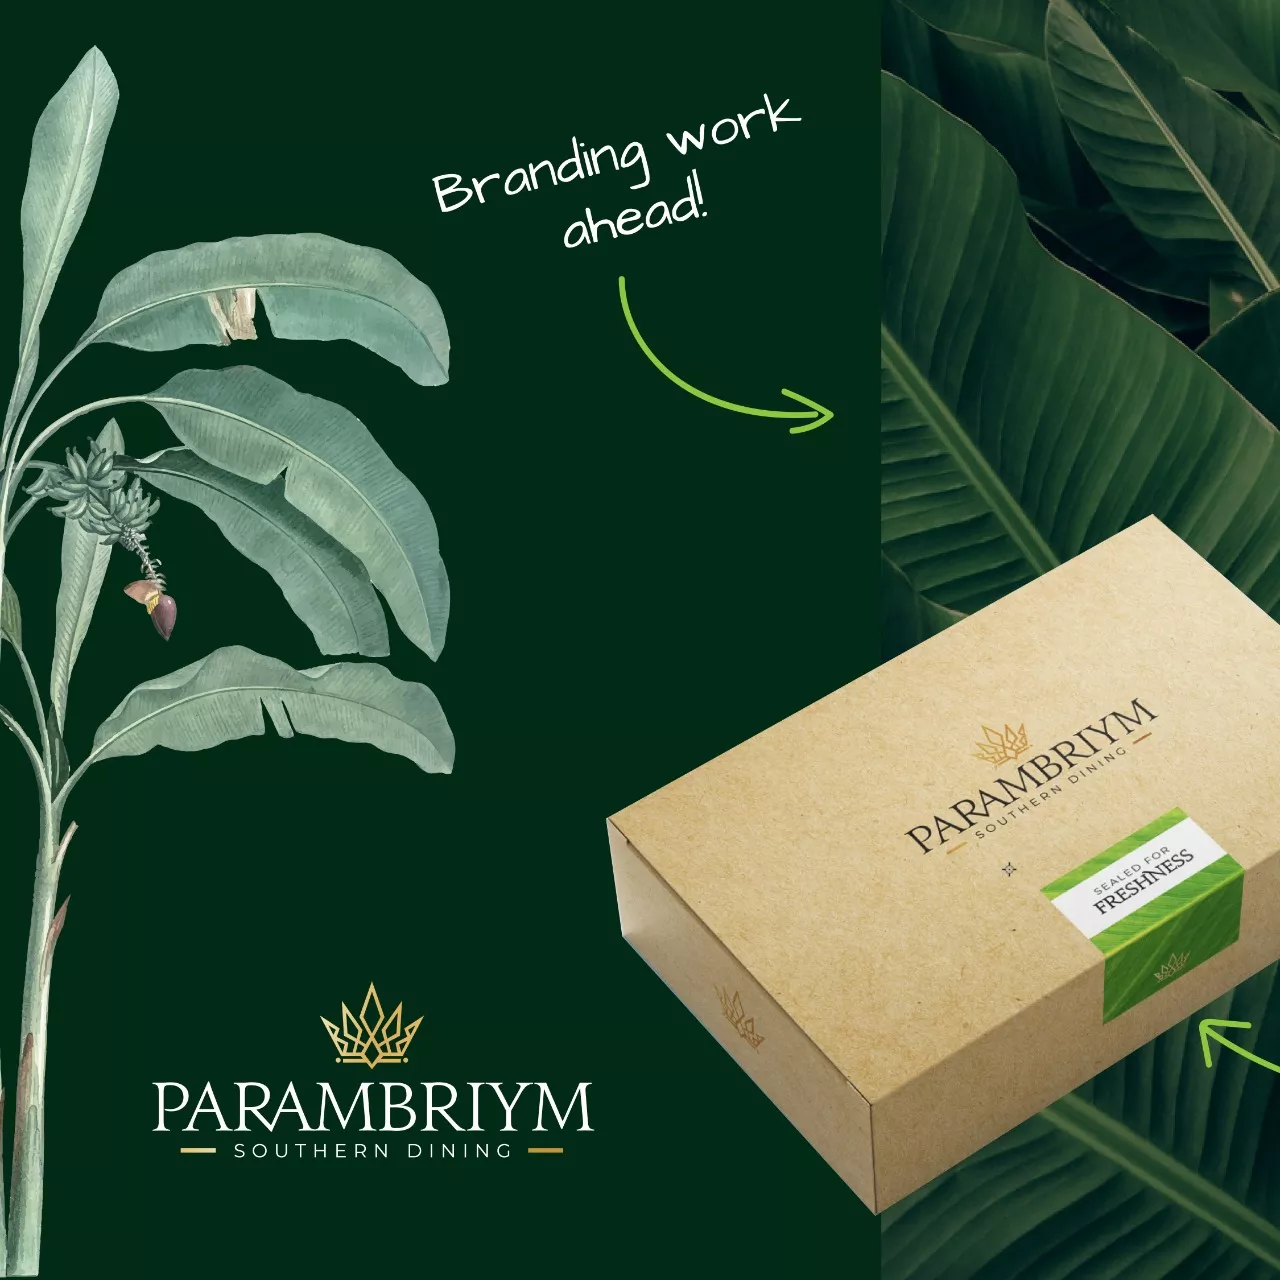 Branding work
ahead!
PARAMBRIYM
SOUTHERN DINING
SEALED FOR
FRESHNESS
PARAMBRIYM
SOUTHERN DINING